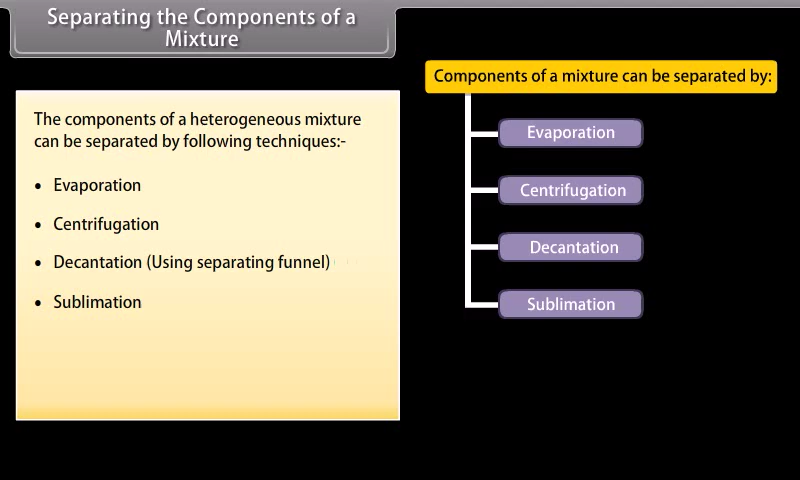 Separating the Components of a
Mixture
The components of a heterogeneous mixture
can be separated by following techniques:-
• Evaporation
• Centrifugation
• Decantation (Using separating funnel)
• Sublimation
Components of a mixture can be separated by:
Evaporation
Centrifugation
Decantation
Sublimation